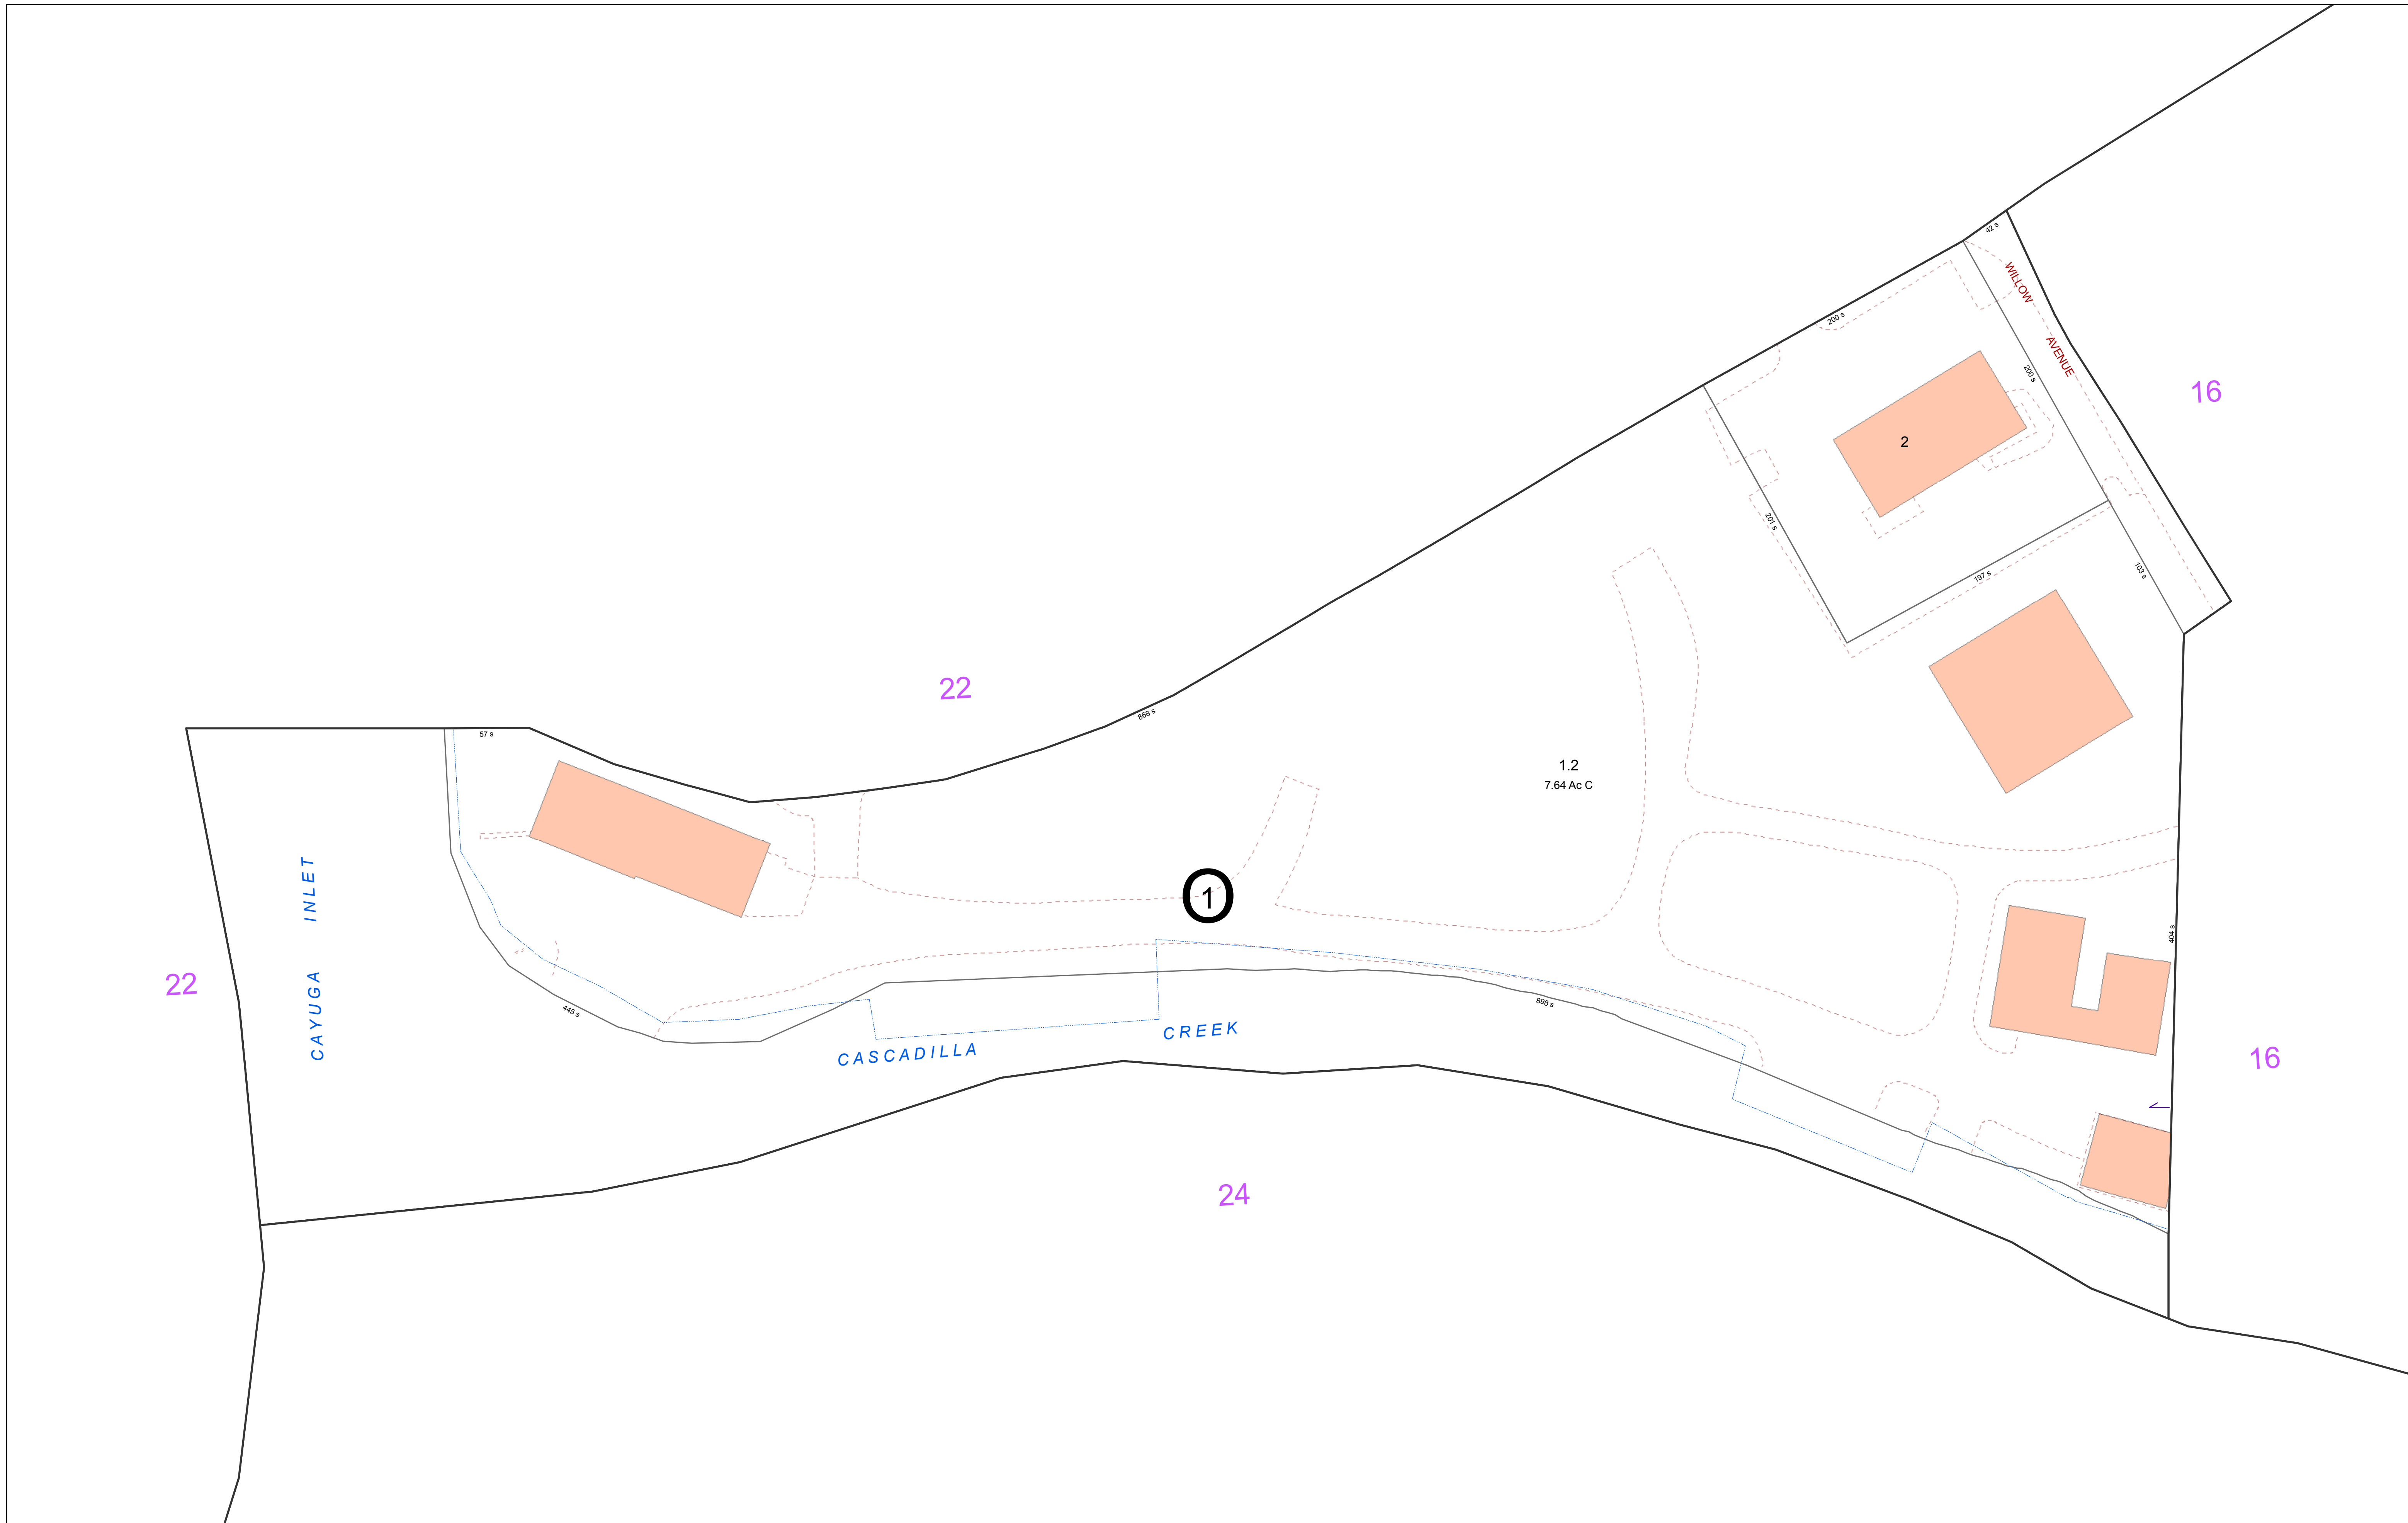 42 s
WILLOW
200 s
AVENUE
200 s
16
2
201 s
197 s
103 s
22
868 s
57 s
1.2
7.64 Ac C
CAYUGA INLET
1
404 s
22
445 s
898 s
CASCADILLA CREEK
16
24